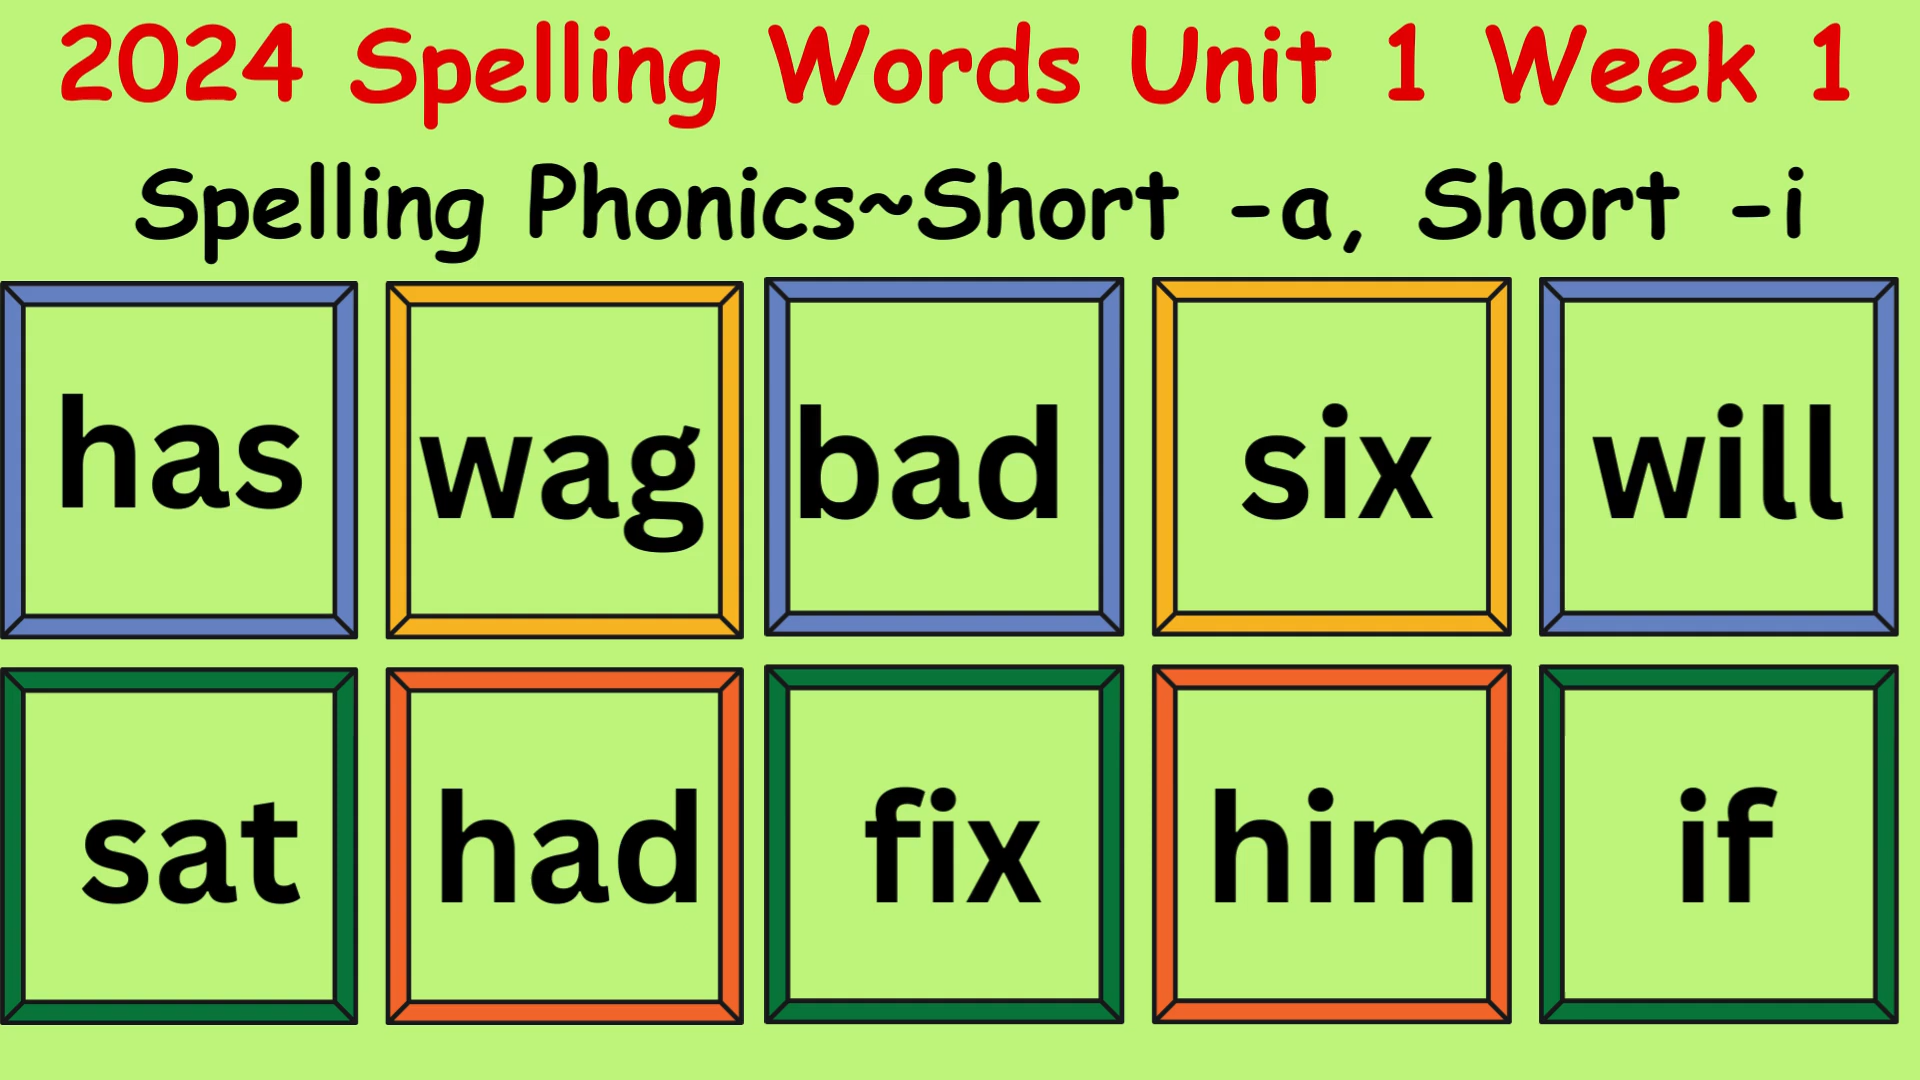 2024 Spelling Words Unit 1 Week 1
Spelling Phonics~Short -a, Short -i
has wag bad six will
sat had fix him if